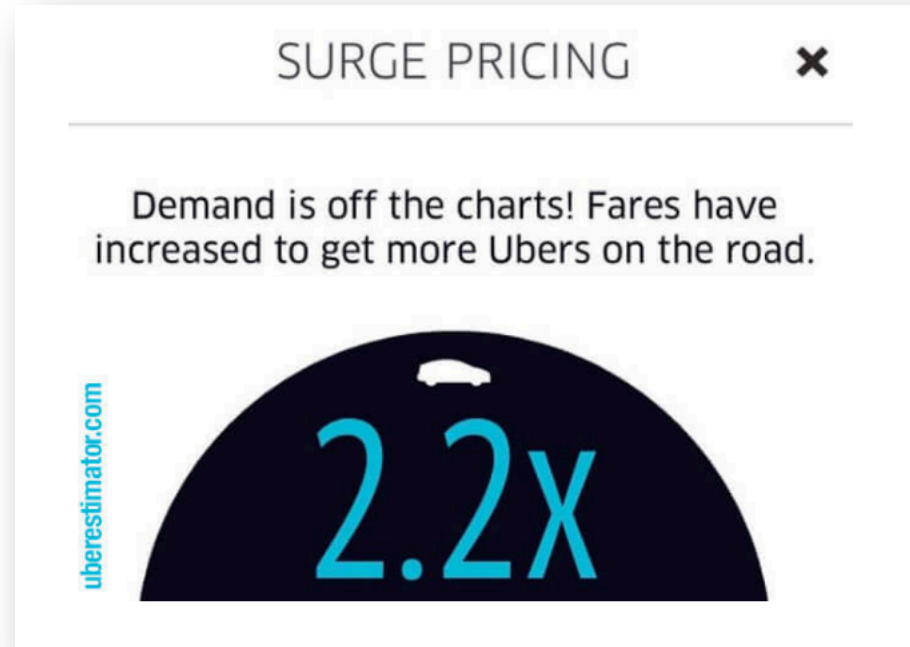 SURGE PRICING
Demand is off the charts! Fares have
increased to get more Ubers on the road.
uberestimator.com
2.2x